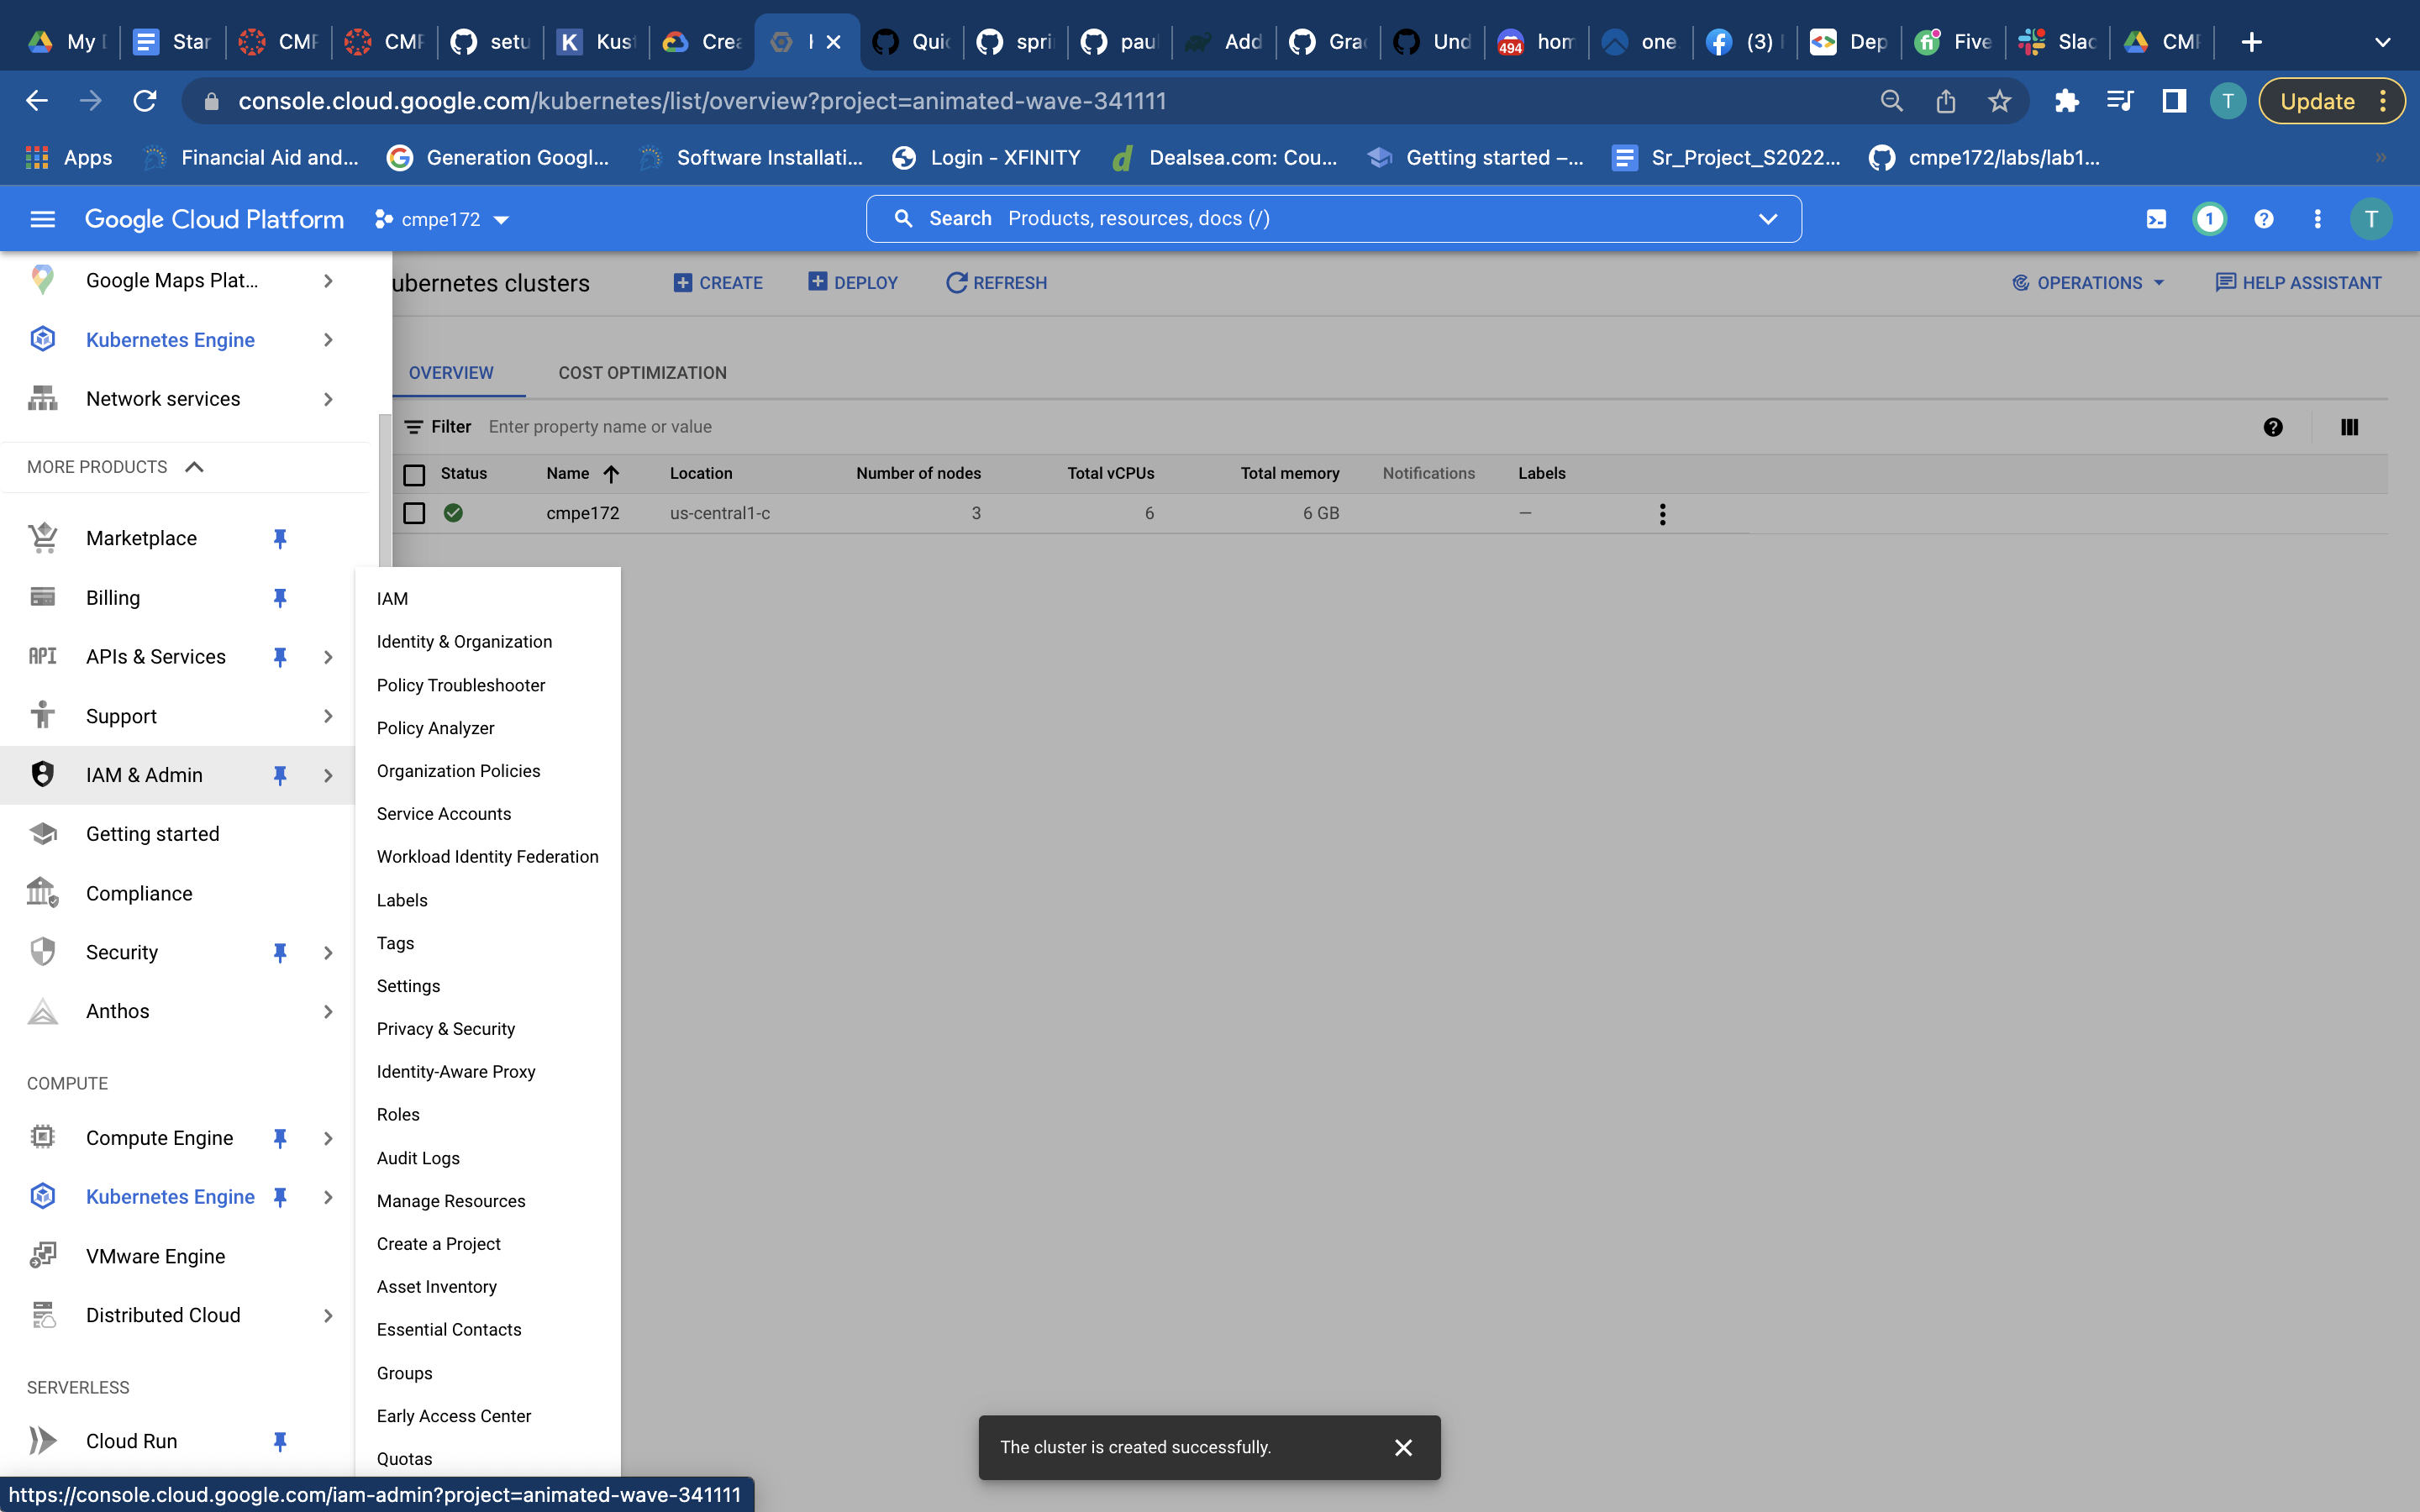 My
Star
CMP
CMP
setu
K
Kust
Crea
Quic
spri
pau
Add
Grad
Und
494
hom
one
(3)
Dep
fi
Five
Slac
CMP
console.cloud.google.com/kubernetes/list/overview?project=animated-wave-341111
T
Update
Apps
Financial Aid and...
Generation Googl...
Software Installati...
Login - XFINITY
Dealsea.com: Cou...
Getting started –...
Sr_Project_S2022...
cmpe172/labs/lab1...
Google Cloud Platform
cmpe172
Search Products, resources, docs (/)
1
T
Google Maps Plat...
Kubernetes Engine
Network services
MORE PRODUCTS
Marketplace
Billing
API
APIs & Services
Support
IAM & Admin
Getting started
Compliance
Security
Anthos
COMPUTE
Compute Engine
Kubernetes Engine
VMware Engine
Distributed Cloud
SERVERLESS
Cloud Run
IAM
Identity & Organization
Policy Troubleshooter
Policy Analyzer
Organization Policies
Service Accounts
Workload Identity Federation
Labels
Tags
Settings
Privacy & Security
Identity-Aware Proxy
Roles
Audit Logs
Manage Resources
Create a Project
Asset Inventory
Essential Contacts
Groups
Early Access Center
Quotas
ubernetes clusters
CREATE
DEPLOY
REFRESH
OPERATIONS
HELP ASSISTANT
OVERVIEW
COST OPTIMIZATION
Filter Enter property name or value
Status Name Location Number of nodes Total vCPUs Total memory Notifications Labels
cmpe172 us-central1-c 3 6 6 GB —
The cluster is created successfully.
https://console.cloud.google.com/iam-admin?project=animated-wave-341111